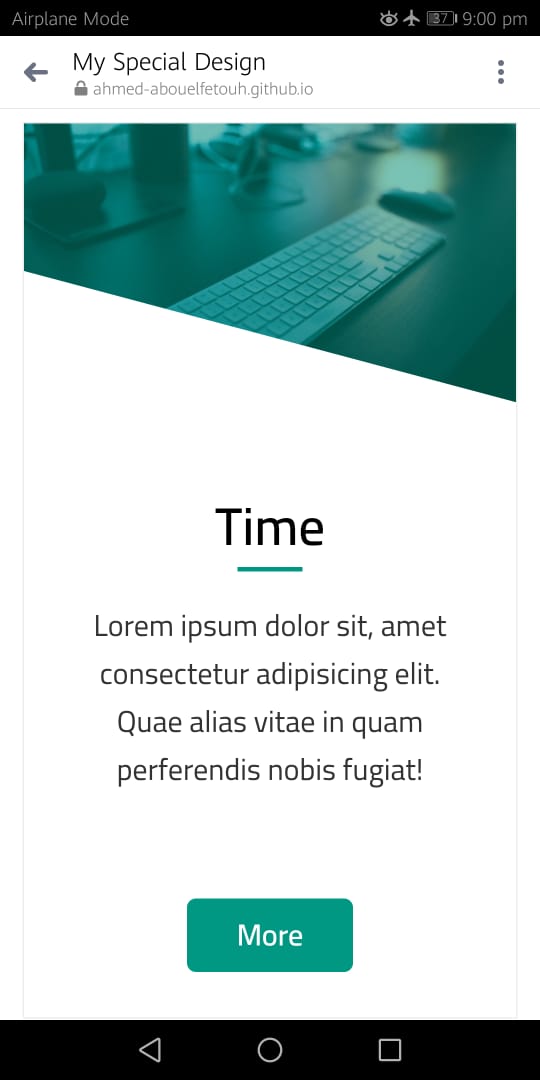 Airplane Mode 37 9:00 pm
My Special Design
ahmed-abouelfetouh.github.io
Time
Lorem ipsum dolor sit, amet
consectetur adipisicing elit.
Quae alias vitae in quam
perferendis nobis fugiat!
More